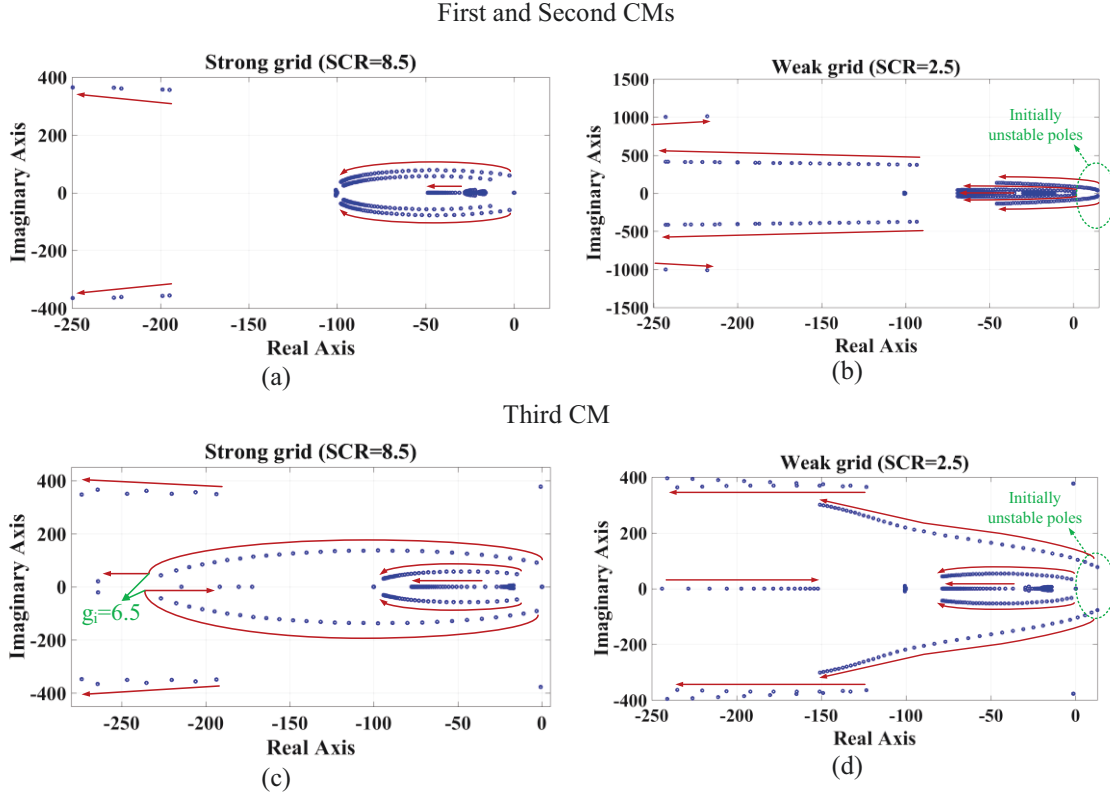 First and Second CMs
Strong grid (SCR=8.5)
400
200
0
-200
-400
Imaginary Axis
-250 -200 -150 -100 -50 0
Real Axis
(a)
Weak grid (SCR=2.5)
1500
1000
500
0
-500
-1000
-1500
Imaginary Axis
Initially
unstable poles
-250 -200 -150 -100 -50 0
Real Axis
(b)
Third CM
Strong grid (SCR=8.5)
400
200
0
-200
-400
Imaginary Axis
gi=6.5
-250 -200 -150 -100 -50 0
Real Axis
(c)
Weak grid (SCR=2.5)
400
300
200
100
0
-100
-200
-300
-400
Imaginary Axis
Initially
unstable poles
-250 -200 -150 -100 -50 0
Real Axis
(d)